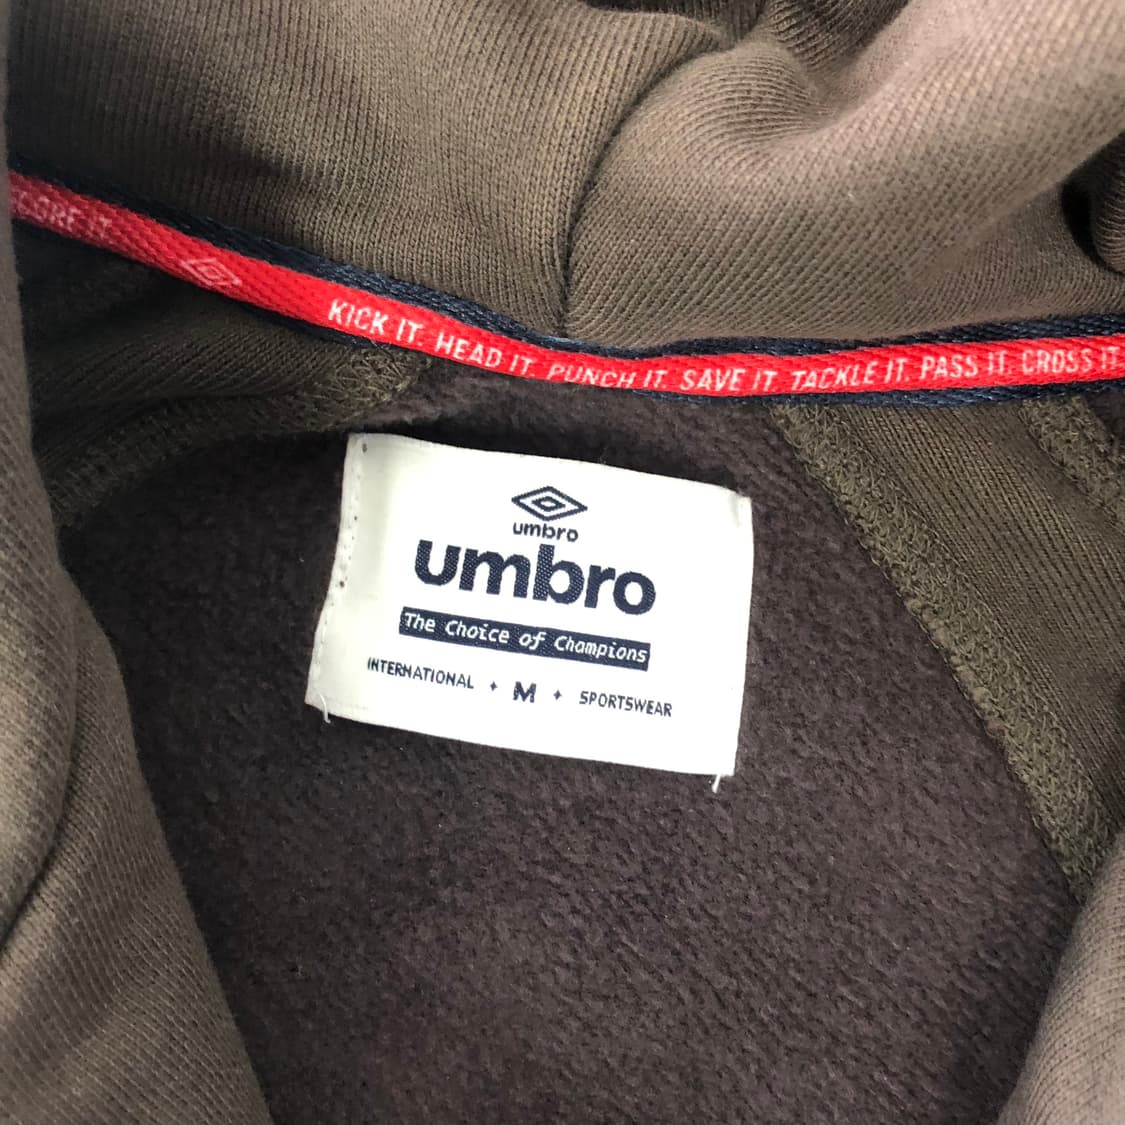 SCORE IT.
KICK IT. HEAD IT. PUNCH IT. SAVE IT. TACKLE IT. PASS IT. CROSS IT
umbro
umbro
The Choice of Champions
INTERNATIONAL ✦ M ✦ SPORTSWEAR